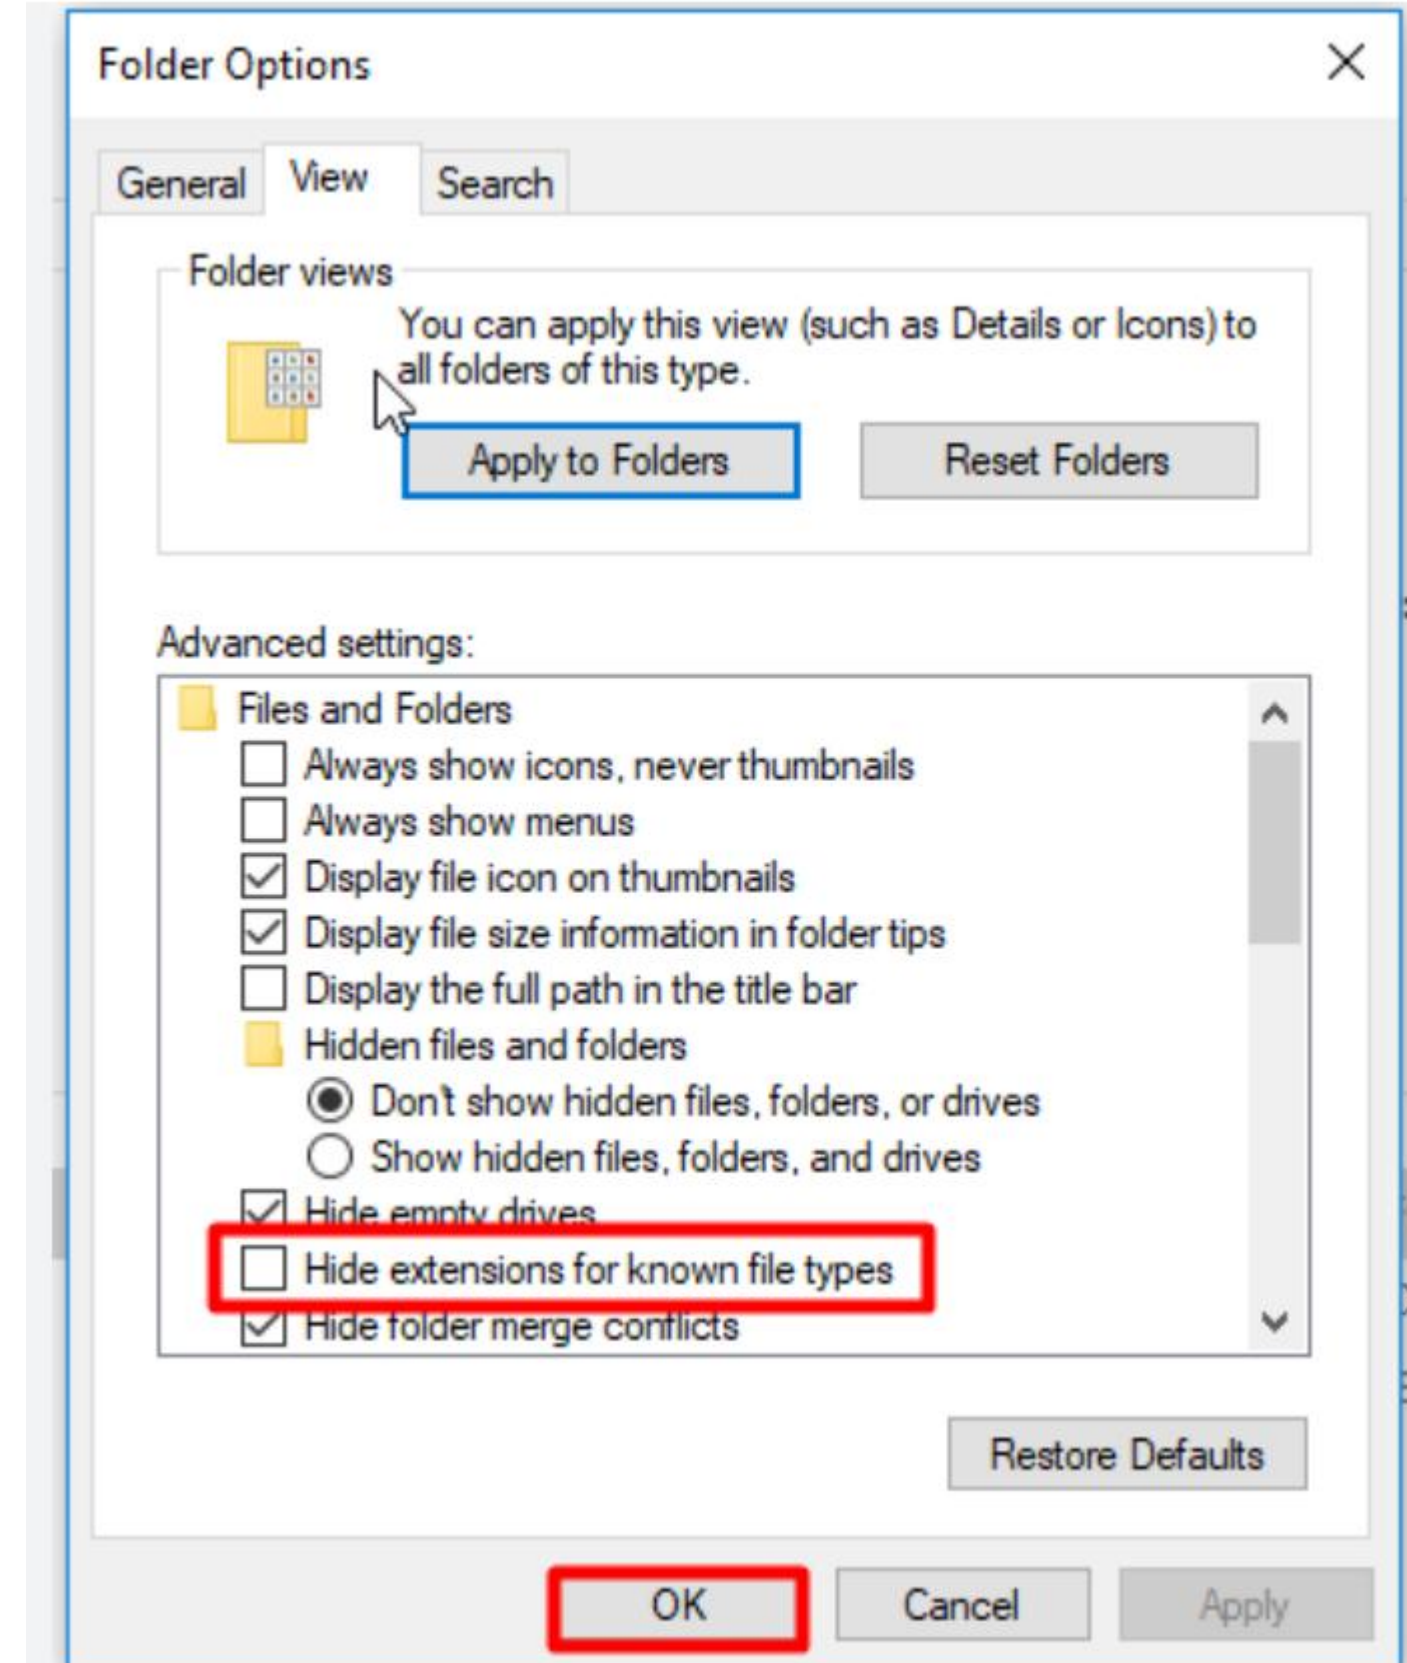 Folder Options
General View Search
Folder views
You can apply this view (such as Details or Icons) to
all folders of this type.
Apply to Folders Reset Folders
Advanced settings:
Files and Folders
Always show icons, never thumbnails
Always show menus
Display file icon on thumbnails
Display file size information in folder tips
Display the full path in the title bar
Hidden files and folders
Don't show hidden files, folders, or drives
Show hidden files, folders, and drives
Hide empty drives
Hide extensions for known file types
Hide folder merge conflicts
Restore Defaults
OK Cancel Apply